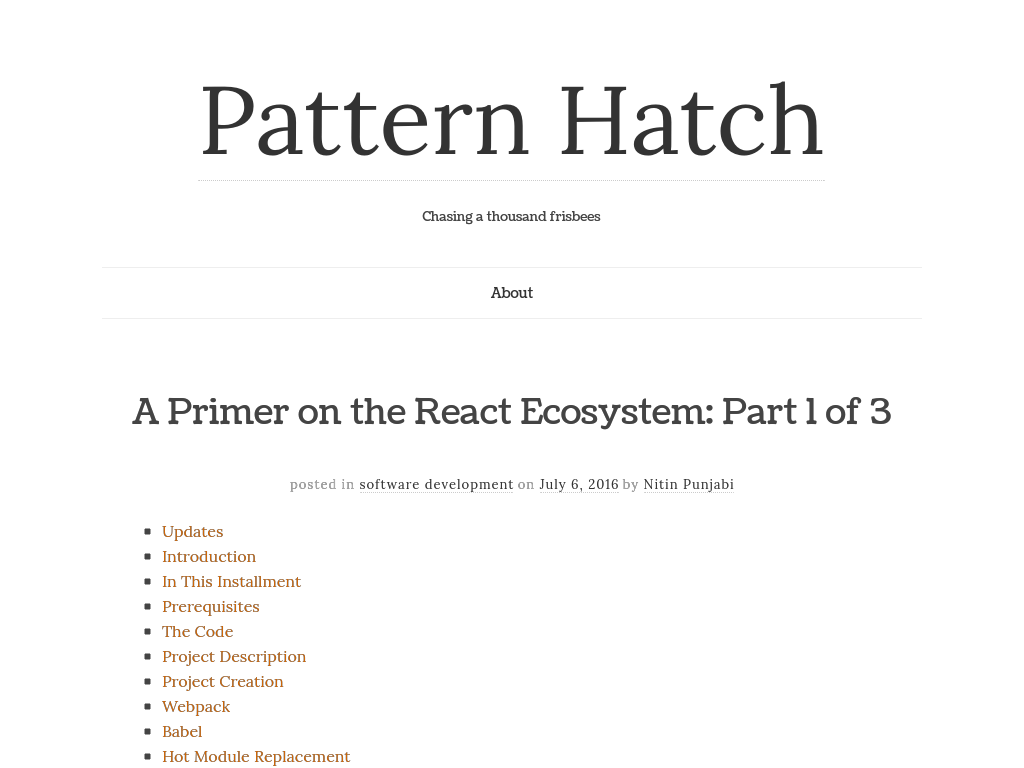 Pattern Hatch
Chasing a thousand frisbees
About
A Primer on the React Ecosystem: Part 1 of 3
posted in software development on July 6, 2016 by Nitin Punjabi
Updates
Introduction
In This Installment
Prerequisites
The Code
Project Description
Project Creation
Webpack
Babel
Hot Module Replacement